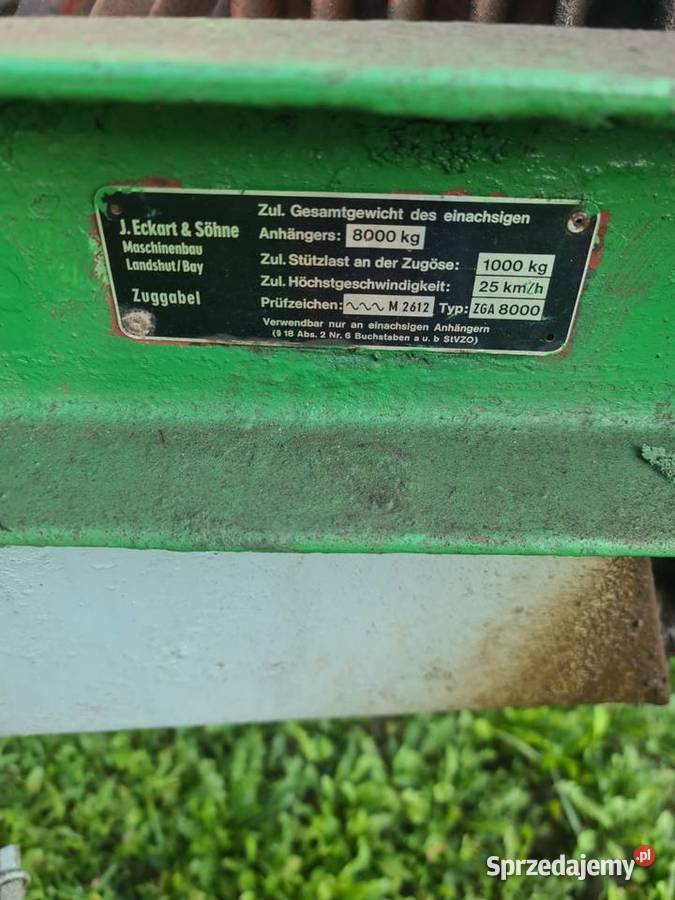 J. Eckart & Söhne
Maschinenbau
Landshut/Bay
Zuggabel
Zul. Gesamtgewicht des einachsigen
Anhängers: 8000 kg
Zul. Stützlast an der Zugöse: 1000 kg
Zul. Höchstgeschwindigkeit: 25 km/h
Prüfzeichen: M 2612 Typ: ZGA 8000
Verwendbar nur an einachsigen Anhängern
(§ 18 Abs. 2 Nr. 6 Buchstaben a u. b StVZO)
Sprzedajemy.pl